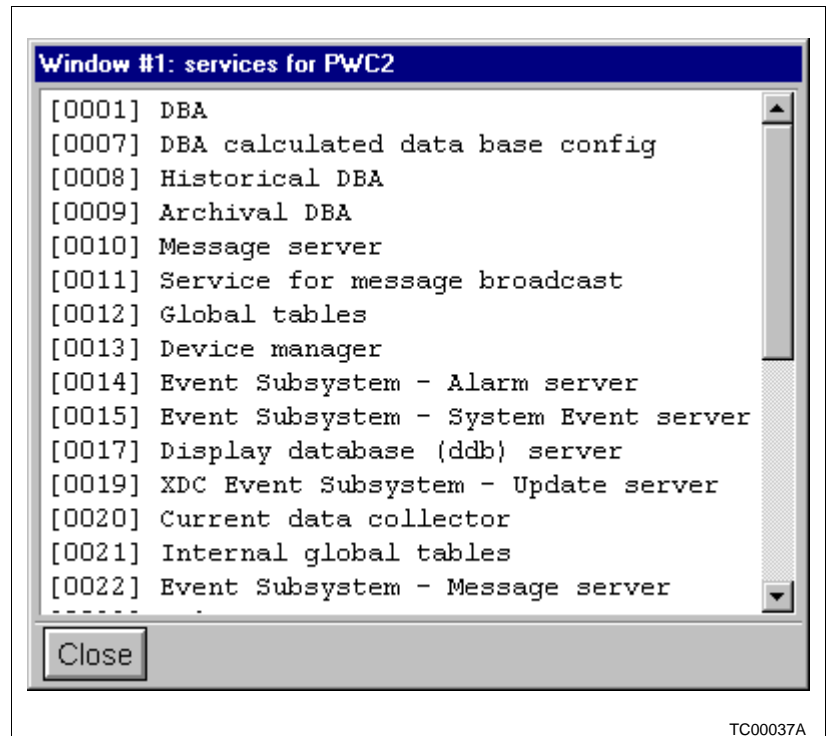 Window #1: services for PWC2
[0001] DBA
[0007] DBA calculated data base config
[0008] Historical DBA
[0009] Archival DBA
[0010] Message server
[0011] Service for message broadcast
[0012] Global tables
[0013] Device manager
[0014] Event Subsystem - Alarm server
[0015] Event Subsystem - System Event server
[0017] Display database (ddb) server
[0019] XDC Event Subsystem - Update server
[0020] Current data collector
[0021] Internal global tables
[0022] Event Subsystem - Message server
Close
TC00037A